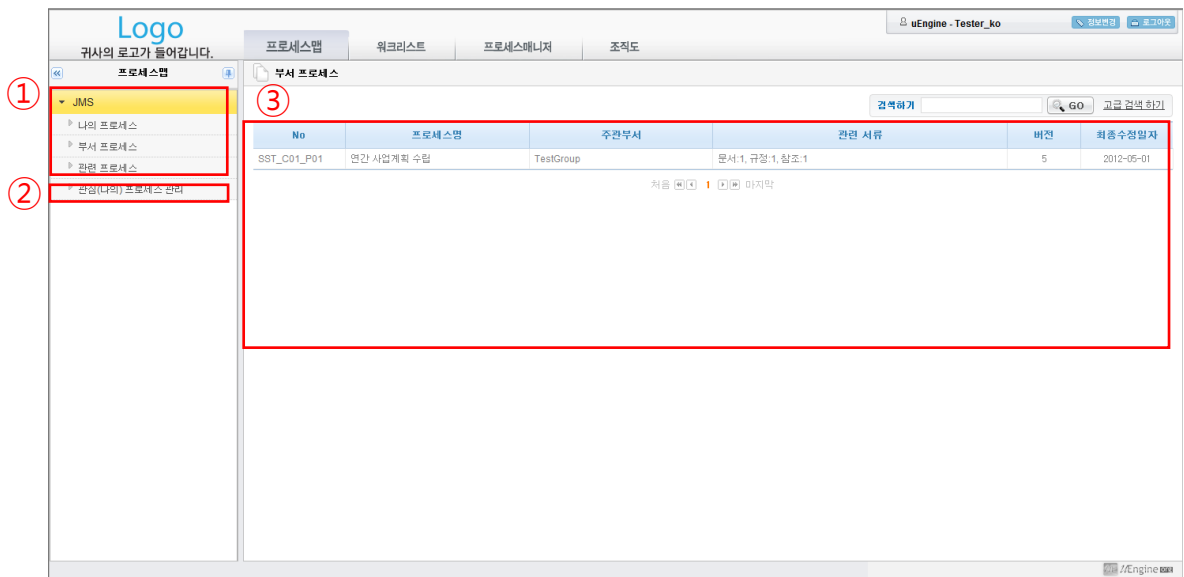 Logo
귀사의 로고가 들어갑니다.
uEngine - Tester_ko
정보변경
로그아웃
프로세스맵
워크리스트
프로세스매니저
조직도
프로세스맵
부서 프로세스
①
JMS
나의 프로세스
부서 프로세스
관련 프로세스
②
관심(나의) 프로세스 관리
③
검색하기
GO
고급 검색 하기
No 프로세스명 주관부서 관련 서류 버전 최종수정일자
SST_C01_P01 연간 사업계획 수립 TestGroup 문서:1, 규정:1, 참조:1 5 2012-05-01
처음 1 마지막